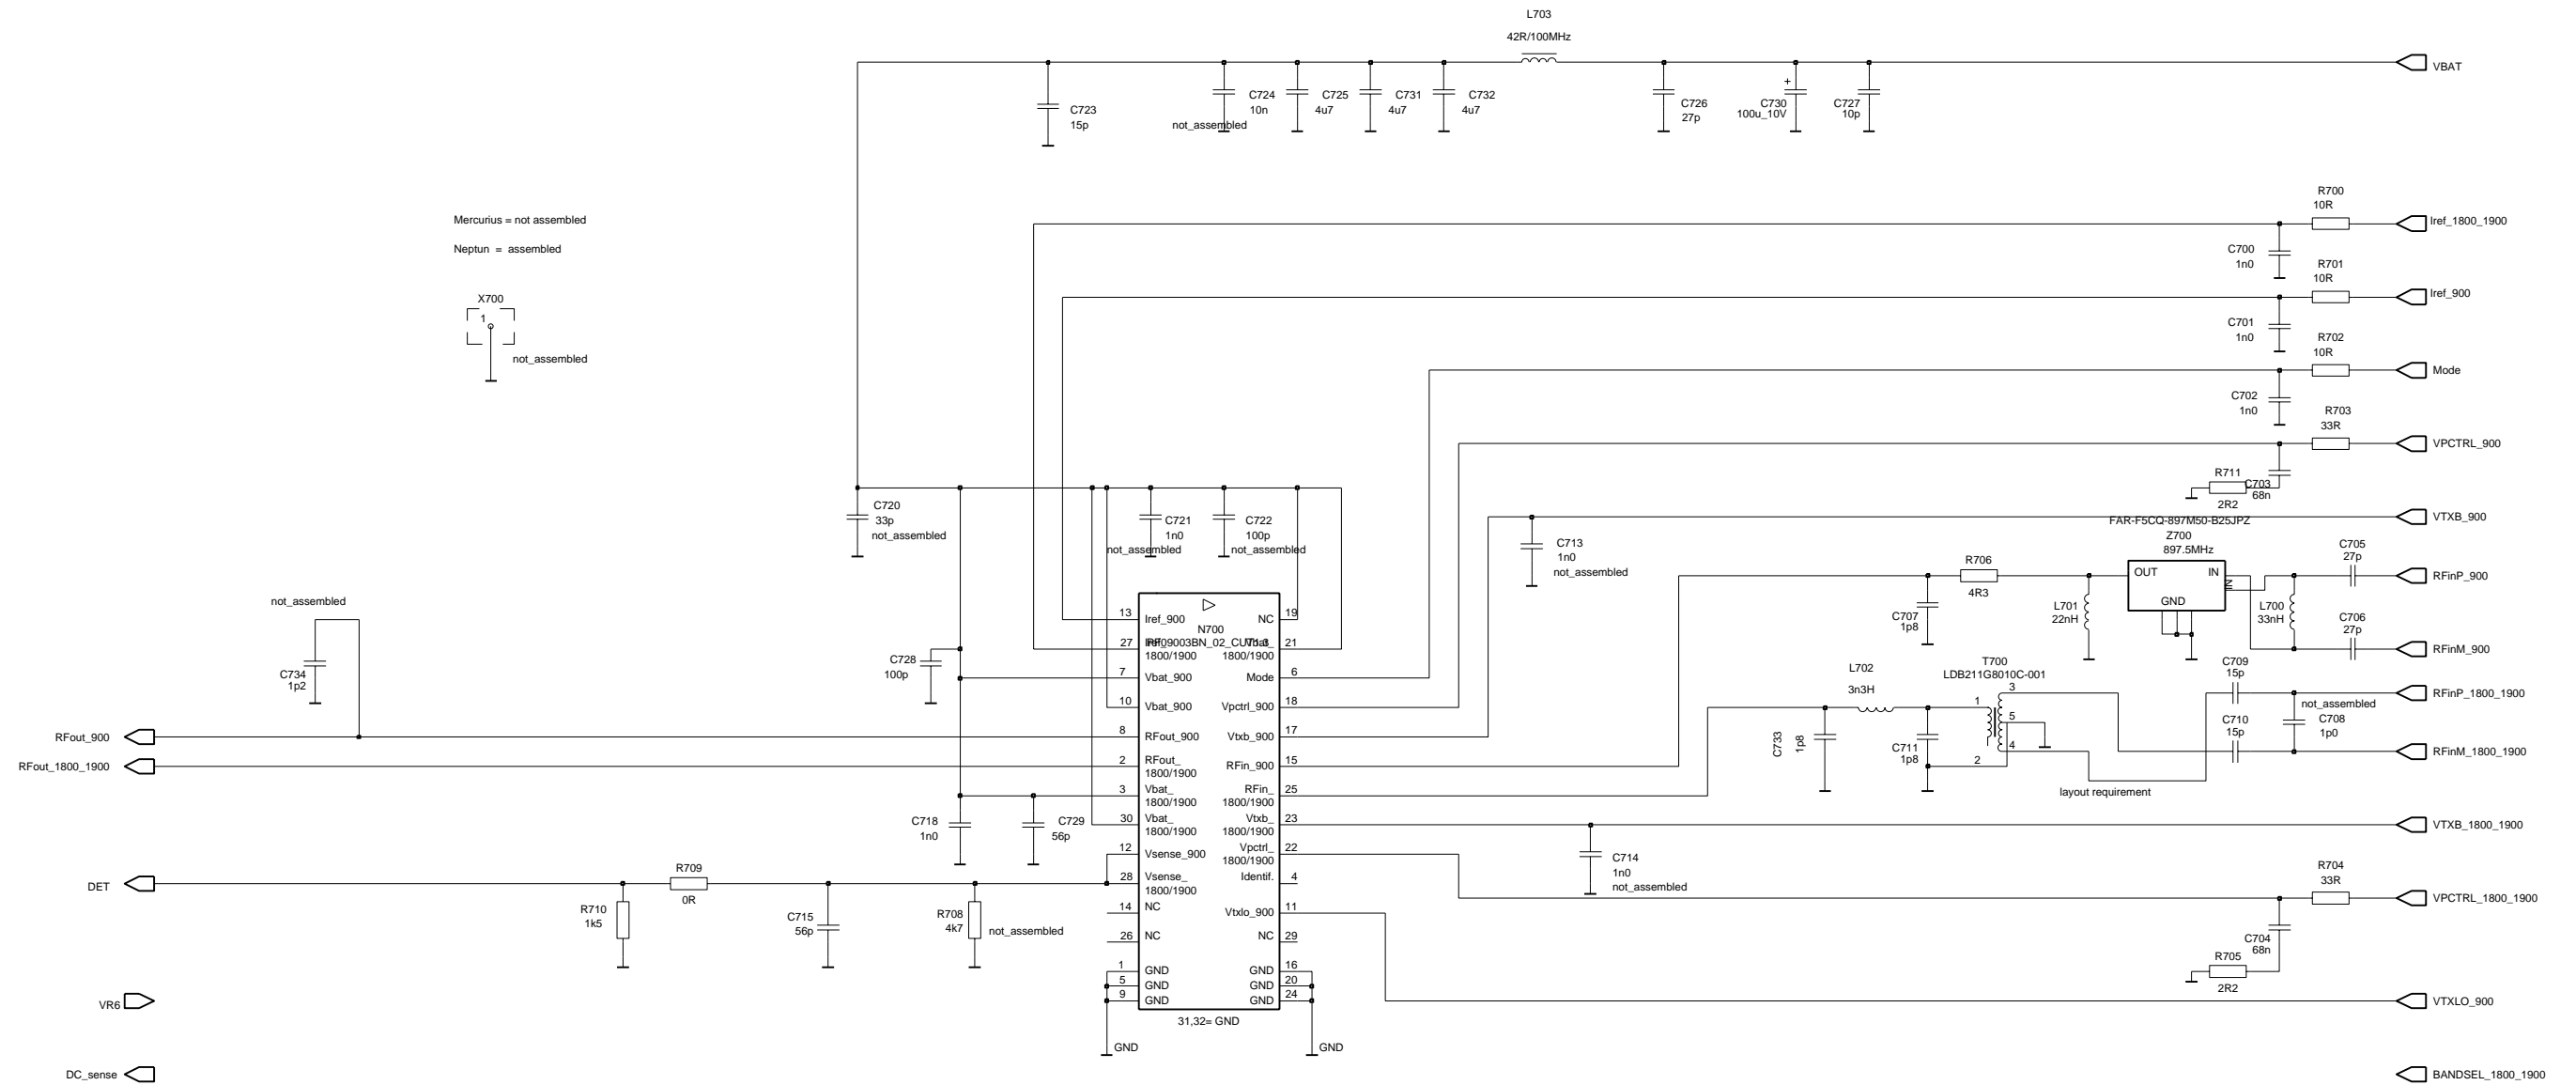 L703
42R/100MHz
VBAT
C723
15p
C724
10n
not_assembled
C725
4u7
C731
4u7
C732
4u7
C726
27p
+
C730
100u_10V
C727
10p
Mercurius = not assembled
Neptun = assembled
X700
1
not_assembled
R700
10R
Iref_1800_1900
C700
1n0
R701
10R
Iref_900
C701
1n0
R702
10R
Mode
C702
1n0
R703
33R
VPCTRL_900
R711
2R2
C703
68n
VTXB_900
C720
33p
not_assembled
C721
1n0
not_assembled
C722
100p
not_assembled
C713
1n0
not_assembled
FAR-F5CQ-897M50-B25JPZ
Z700
897.5MHz
OUT
IN
IN
GND
R706
4R3
C707
1p8
L701
22nH
L700
33nH
C705
27p
RFinP_900
C706
27p
RFinM_900
C709
15p
RFinP_1800_1900
not_assembled
C708
1p0
C710
15p
RFinM_1800_1900
T700
LDB211G8010C-001
1
2
3
5
4
layout requirement
L702
3n3H
C733
1p8
C711
1p8
not_assembled
C734
1p2
C728
100p
RFout_900
RFout_1800_1900
N700
RF09003BN_02_CUT1.3
13
Iref_900
27
1800/1900
7
Vbat_900
10
Vbat_900
8
RFout_900
2
RFout_
1800/1900
3
Vbat_
1800/1900
30
Vbat_
1800/1900
12
Vsense_900
28
Vsense_
1800/1900
14
NC
26
NC
1
GND
5
GND
9
GND
NC
19
Vbat_
1800/1900
21
Mode
6
Vpctrl_900
18
Vtxb_900
17
RFin_900
15
RFin_
1800/1900
25
Vtxb_
1800/1900
23
Vpctrl_
1800/1900
22
Identif.
4
Vtxlo_900
11
NC
29
GND
16
GND
20
GND
24
31,32= GND
GND
GND
C718
1n0
C729
56p
DET
R709
0R
R710
1k5
C715
56p
R708
4k7
not_assembled
VR6
DC_sense
VTXB_1800_1900
C714
1n0
not_assembled
R704
33R
VPCTRL_1800_1900
C704
68n
R705
2R2
VTXLO_900
BANDSEL_1800_1900